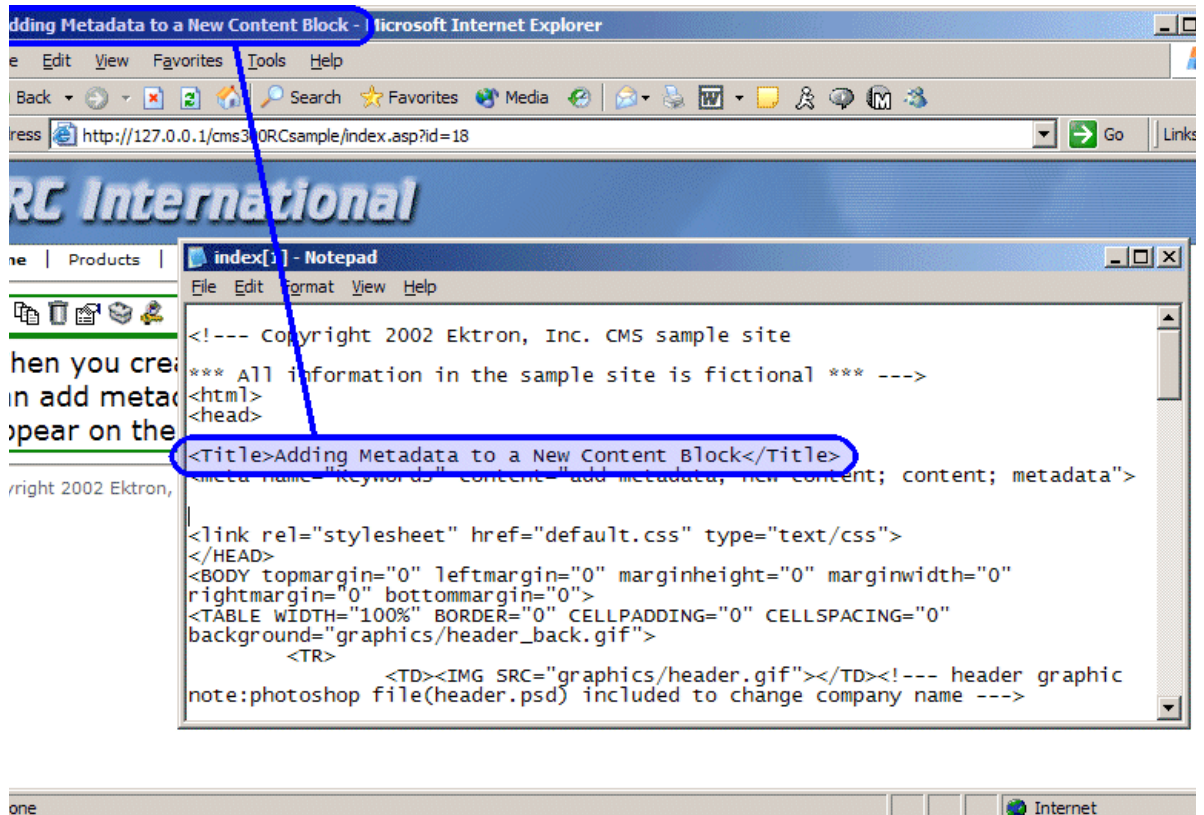 dding Metadata to a New Content Block - Microsoft Internet Explorer
e Edit View Favorites Tools Help
Back Search Favorites Media
ress http://127.0.0.1/cms300RCsample/index.asp?id=18 Go Links
RC International
ne | Products |
index[1] - Notepad
File Edit Format View Help
<!--- Copyright 2002 Ektron, Inc. CMS sample site
*** All information in the sample site is fictional *** --->
<html>
<head>
hen you crea
n add metad
ppear on the
<Title>Adding Metadata to a New Content Block</Title>
<meta name="Keywords" content="add metadata; new content; content; metadata">
yright 2002 Ektron,
<link rel="stylesheet" href="default.css" type="text/css">
</HEAD>
<BODY topmargin="0" leftmargin="0" marginheight="0" marginwidth="0"
rightmargin="0" bottommargin="0">
<TABLE WIDTH="100%" BORDER="0" CELLPADDING="0" CELLSPACING="0"
background="graphics/header_back.gif">
<TR>
<TD><IMG SRC="graphics/header.gif"></TD><!--- header graphic
note:photoshop file(header.psd) included to change company name --->
one Internet